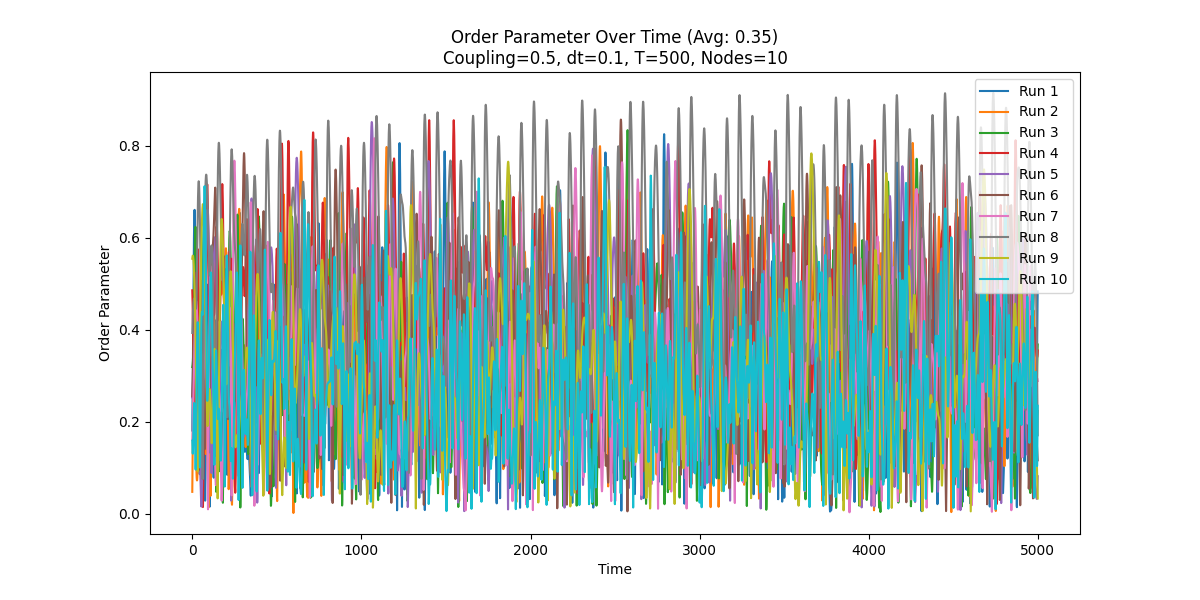 Order Parameter Over Time (Avg: 0.35)
Coupling=0.5, dt=0.1, T=500, Nodes=10
Run 1
Run 2
Run 3
Run 4
Run 5
Run 6
Run 7
Run 8
Run 9
Run 10
Order Parameter
0.8
0.6
0.4
0.2
0.0
0
1000
2000
3000
4000
5000
Time